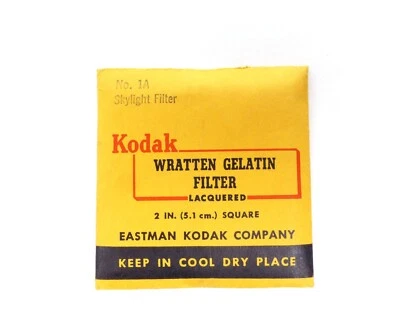 No. 1A
Skylight Filter
Kodak
WRATTEN GELATIN
FILTER
LACQUERED
2 IN. (5.1 cm.) SQUARE
EASTMAN KODAK COMPANY
KEEP IN COOL DRY PLACE